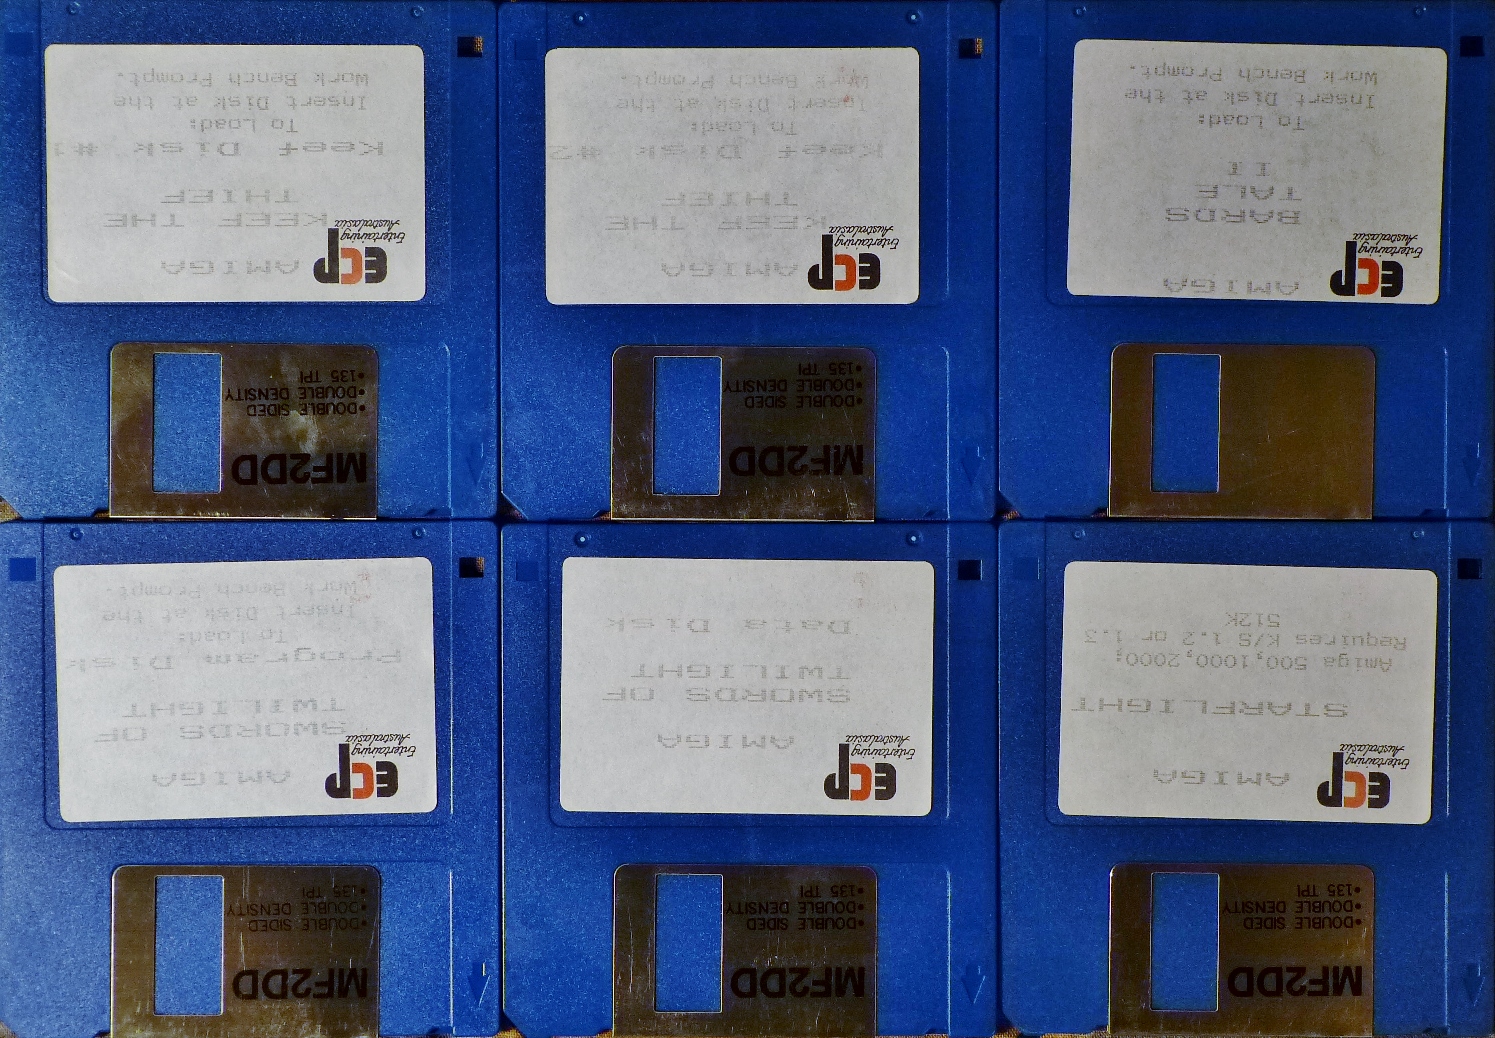 MF2DD
•DOUBLE SIDED
•DOUBLE DENSITY
•135 TPI
ECP AMIGA
Entertaining
Australasia
STARFLIGHT
Amiga 500,1000,2000;
Requires K/S 1.2 or 1.3
512K
MF2DD
•DOUBLE SIDED
•DOUBLE DENSITY
•135 TPI
ECP
Entertaining
Australasia
AMIGA
SWORDS OF
TWILIGHT
Data Disk
MF2DD
•DOUBLE SIDED
•DOUBLE DENSITY
•135 TPI
ECP AMIGA
Entertaining
Australasia
SWORDS OF
TWILIGHT
Program Disk
To Load:
Insert Disk at the
Work Bench Prompt.
ECP AMIGA
Entertaining
Australasia
BARDS
TALE
II
To Load:
Insert Disk at the
Work Bench Prompt.
MF2DD
•DOUBLE SIDED
•DOUBLE DENSITY
•135 TPI
ECP AMIGA
Entertaining
Australasia
KEEF THE
THIEF
Keef Disk #2
To Load:
Insert Disk at the
Work Bench Prompt.
MF2DD
•DOUBLE SIDED
•DOUBLE DENSITY
•135 TPI
ECP AMIGA
Entertaining
Australasia
KEEF THE
THIEF
Keef Disk #1
To Load:
Insert Disk at the
Work Bench Prompt.